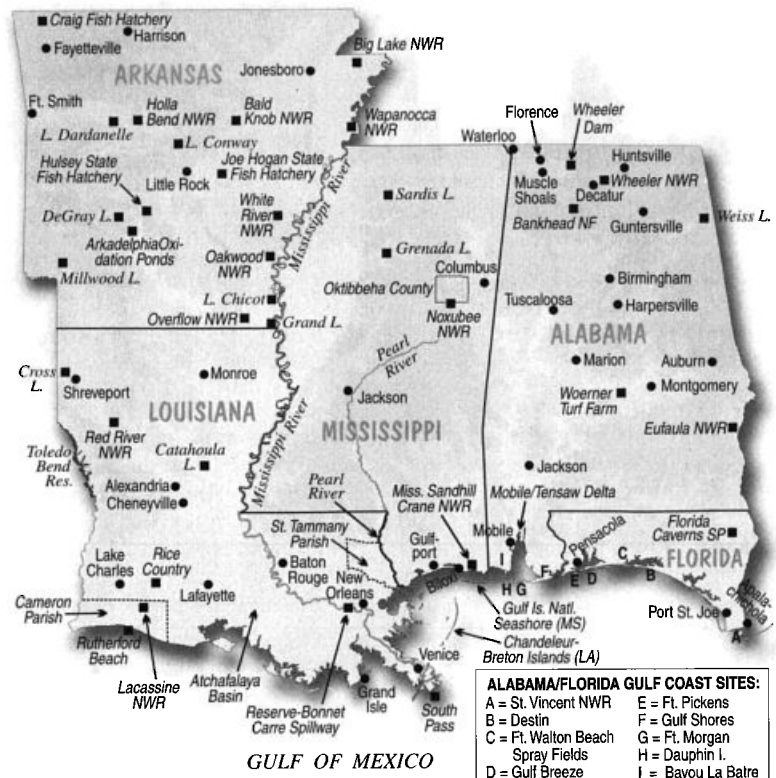 Craig Fish Hatchery
Harrison
Fayetteville
Big Lake NWR
ARKANSAS
Jonesboro
Ft. Smith
Holla
Bend NWR
Bald
Knob NWR
L. Dardanelle
Wapanocca
NWR
L. Conway
Hulsey State
Fish Hatchery
Joe Hogan State
Fish Hatchery
Little Rock
DeGray L.
White
River
NWR
Arkadelphia Oxi-
dation Ponds
Oakwood
NWR
Millwood L.
L. Chicot
Overflow NWR
Grand L.
Mississippi River
Waterloo
Florence
Wheeler
Dam
Huntsville
Muscle
Shoals
Wheeler NWR
Decatur
Sardis L.
Bankhead NF
Guntersville
Weiss L.
Grenada L.
Columbus
Oktibbeha County
Noxubee
NWR
Birmingham
Tuscaloosa
Harpersville
ALABAMA
Pearl
River
Marion
Auburn
Woerner
Turf Farm
Montgomery
Eufaula NWR
Cross
L.
Shreveport
Monroe
LOUISIANA
Jackson
MISSISSIPPI
Red River
NWR
Toledo
Bend
Res.
Catahoula
L.
Mississippi River
Alexandria
Cheneyville
Pearl
River
Miss. Sandhill
Crane NWR
Jackson
Mobile/Tensaw Delta
St. Tammany
Parish
Gulf-
port
Mobile
Pensacola
Florida
Caverns SP
FLORIDA
Lake
Charles
Rice
Country
Lafayette
Baton
Rouge
New
Orleans
Biloxi
I
H
G
F
E
D
C
B
Apala-
chichola
Port St. Joe
A
Cameron
Parish
Gulf Is. Natl.
Seashore (MS)
Rutherford
Beach
Chandeleur-
Breton Islands (LA)
Lacassine
NWR
Atchafalaya
Basin
Venice
Reserve-Bonnet
Carre Spillway
Grand
Isle
South
Pass
GULF OF MEXICO
ALABAMA/FLORIDA GULF COAST SITES:
A = St. Vincent NWR
B = Destin
C = Ft. Walton Beach
Spray Fields
D = Gulf Breeze
E = Ft. Pickens
F = Gulf Shores
G = Ft. Morgan
H = Dauphin I.
I = Bayou La Batre